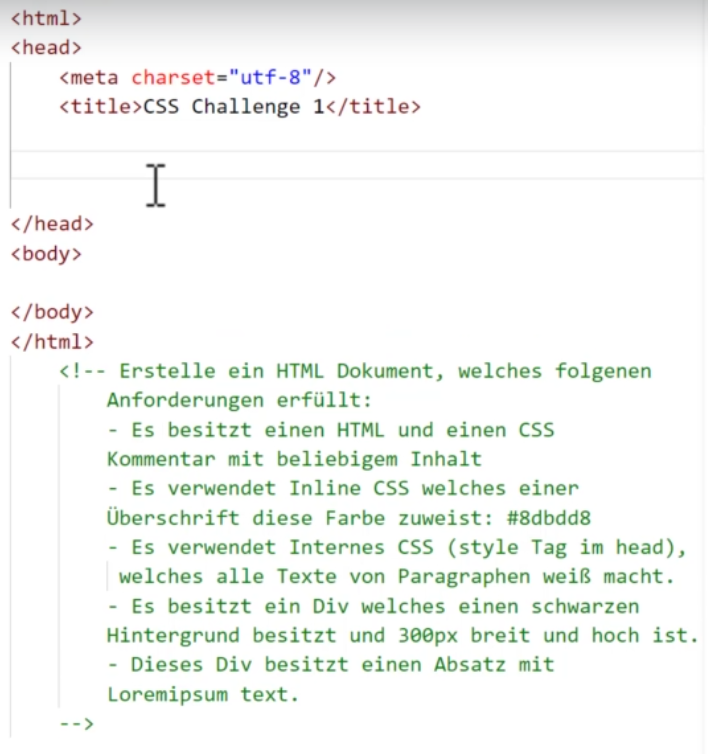 <html>
<head>
<meta charset="utf-8"/>
<title>CSS Challenge 1</title>
</head>
<body>
</body>
</html>
<!-- Erstelle ein HTML Dokument, welches folgenen
Anforderungen erfüllt:
- Es besitzt einen HTML und einen CSS
Kommentar mit beliebigem Inhalt
- Es verwendet Inline CSS welches einer
Überschrift diese Farbe zuweist: #8dbdd8
- Es verwendet Internes CSS (style Tag im head),
welches alle Texte von Paragraphen weiß macht.
- Es besitzt ein Div welches einen schwarzen
Hintergrund besitzt und 300px breit und hoch ist.
- Dieses Div besitzt einen Absatz mit
Loremipsum text.
-->